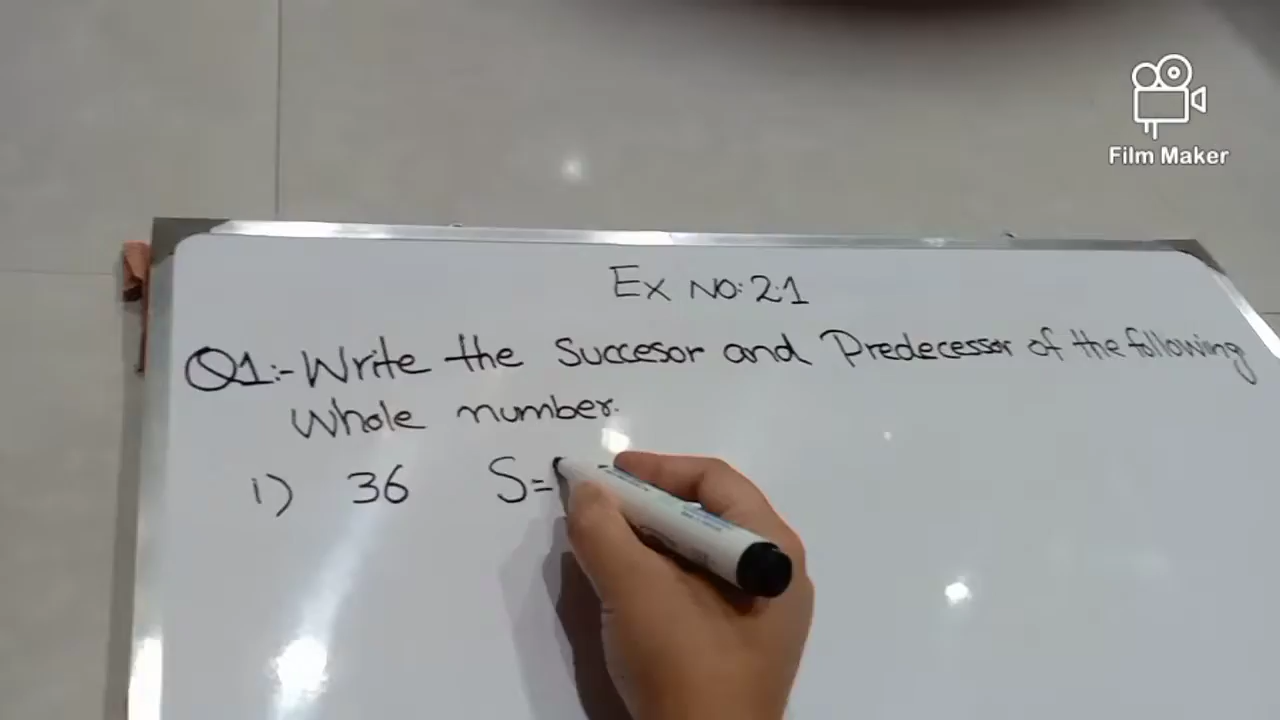 Film Maker
Ex No: 2.1
Q1:- Write the Succesor and Predecessor of the following
Whole number.
i) 36 S=